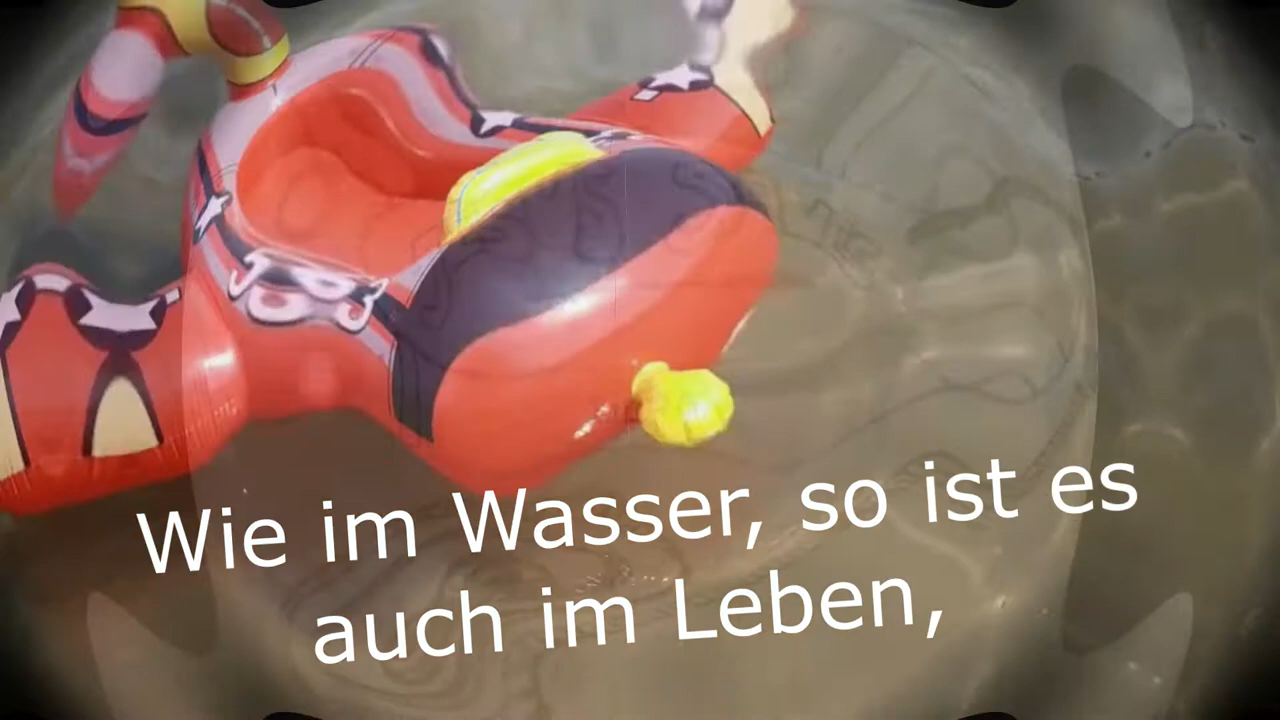 Wie im Wasser, so ist es
auch im Leben,